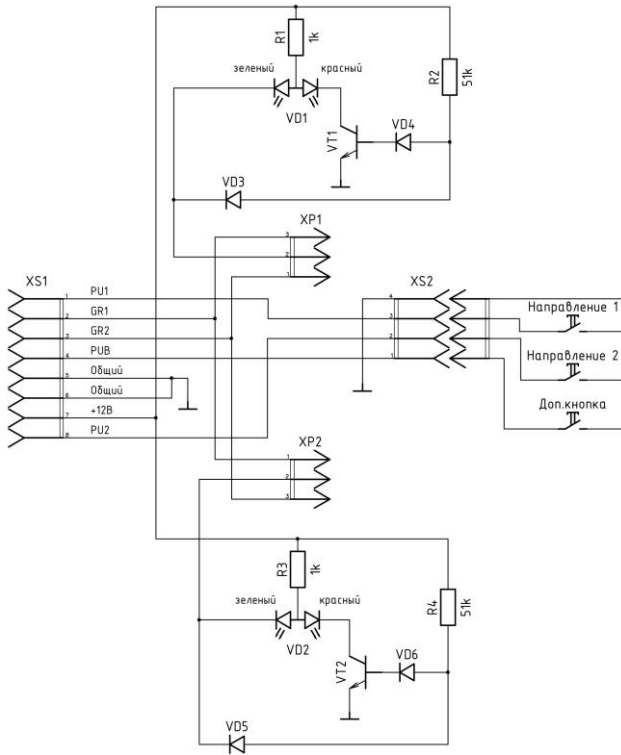 R1
1k
зеленый
красный
VD1
R2
51k
VT1
VD4
VD3
XP1
3
2
1
XS1
XS2
1
PU1
2
GR1
3
GR2
4
PUB
5
Общий
6
Общий
7
+12В
8
PU2
4
3
2
1
Направление 1
Направление 2
Доп.кнопка
XP2
1
2
3
R3
1k
зеленый
красный
VD2
R4
51k
VT2
VD6
VD5